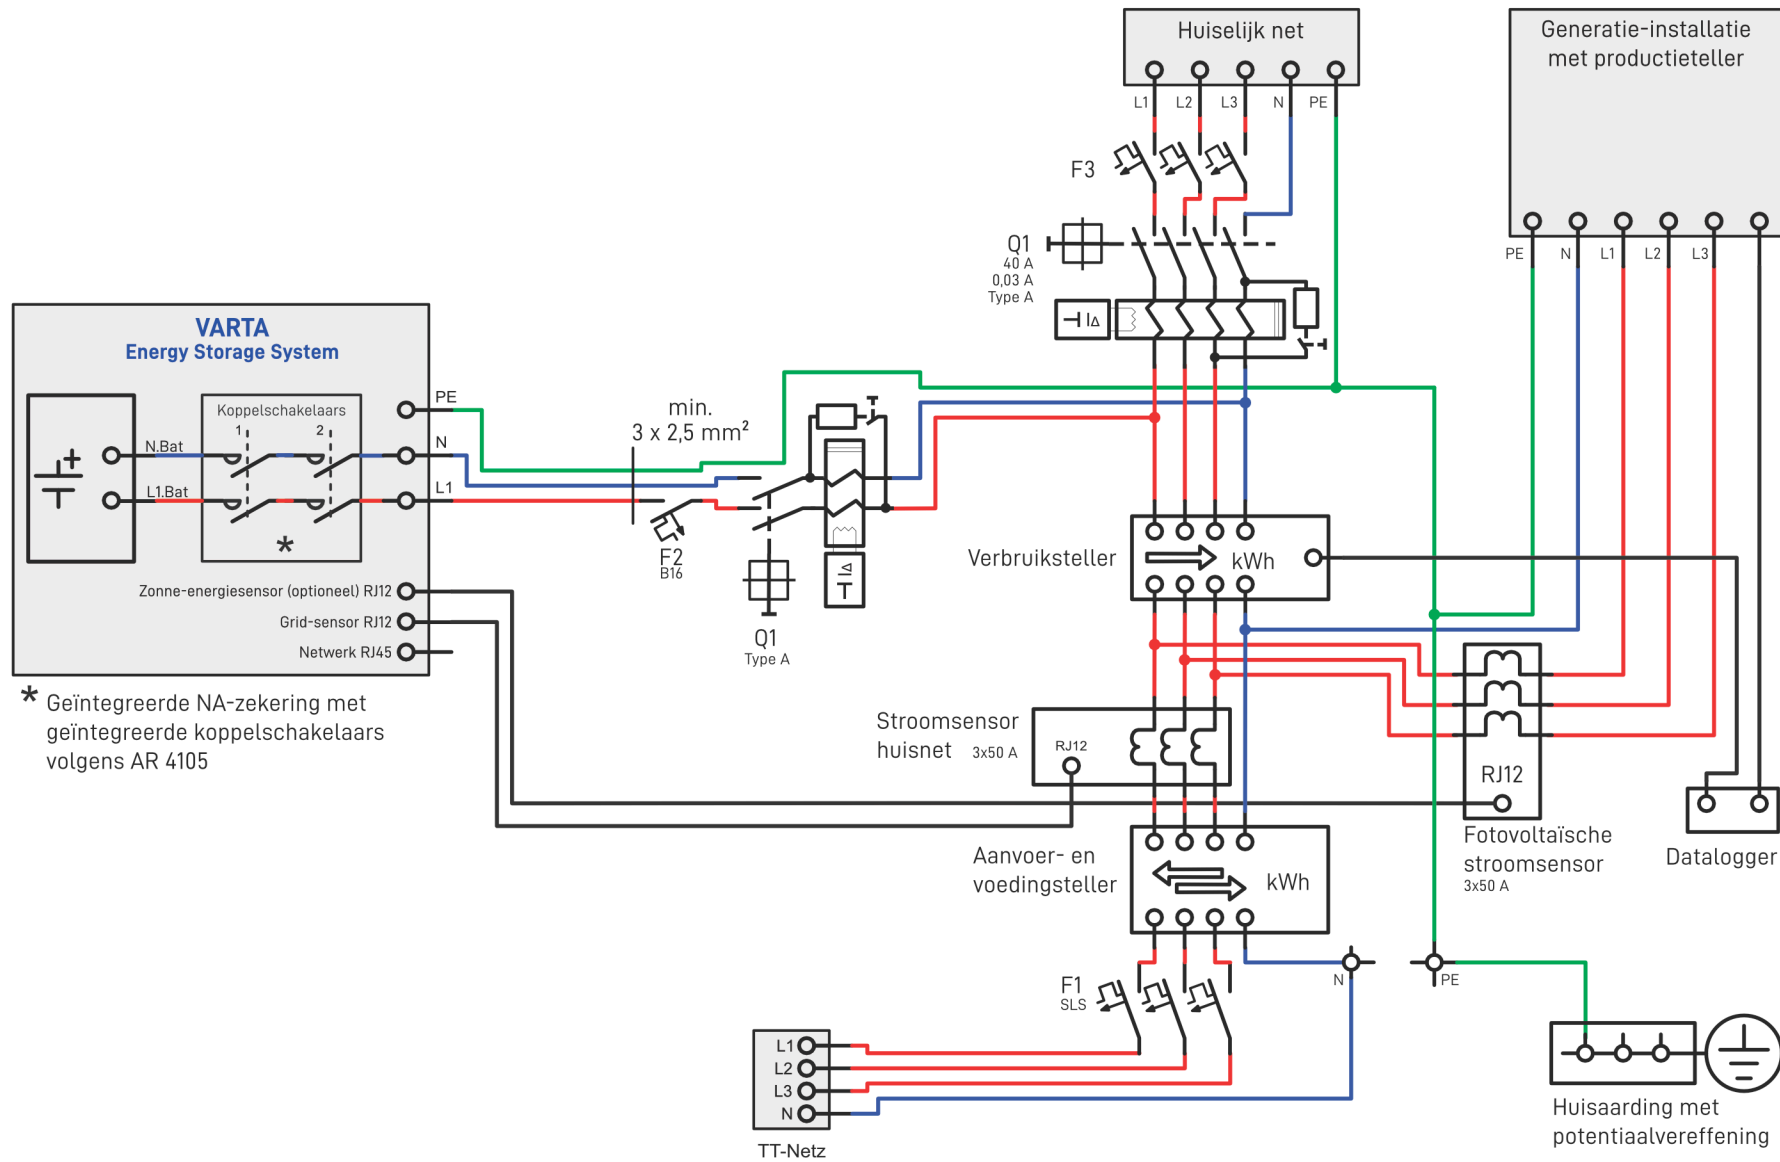 Huiselijk net
L1
L2
L3
N
PE
Generatie-installatie
met productieteller
PE
N
L1
L2
L3
F3
Q1
40 A
0,03 A
Type A
I∆
VARTA
Energy Storage System
Koppelschakelaars
1
2
N.Bat
L1.Bat
+
*
PE
N
L1
Zonne-energiesensor (optioneel) RJ12
Grid-sensor RJ12
Netwerk RJ45
* Geïntegreerde NA-zekering met
geïntegreerde koppelschakelaars
volgens AR 4105
min.
3 x 2,5 mm²
F2
B16
I∆
Q1
Type A
Verbruiksteller
kWh
Stroomsensor
huisnet 3x50 A
RJ12
RJ12
Fotovoltaïsche
stroomsensor
3x50 A
Datalogger
Aanvoer- en
voedingsteller
kWh
F1
SLS
N
PE
L1
L2
L3
N
TT-Netz
Huisaarding met
potentiaalvereffening